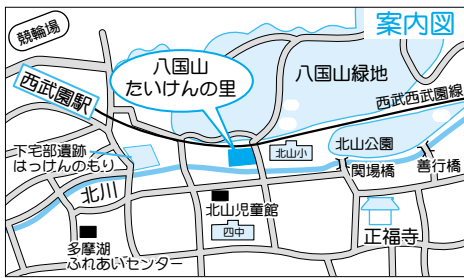 案内図
競輪場
八国山
たいけんの里
八国山緑地
西武園駅
西武西武園線
下宅部遺跡
はっけんのもり
北山小
北山公園
関場橋
善行橋
北川
北山児童館
四中
正福寺
多摩湖
ふれあいセンター